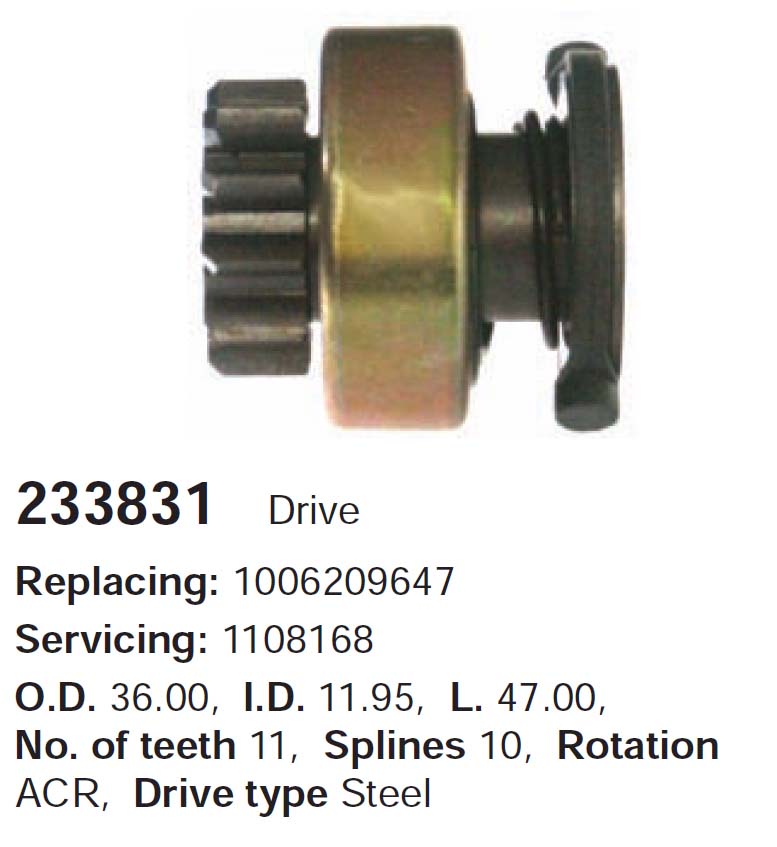 233831 Drive
Replacing: 1006209647
Servicing: 1108168
O.D. 36.00, I.D. 11.95, L. 47.00,
No. of teeth 11, Splines 10, Rotation
ACR, Drive type Steel